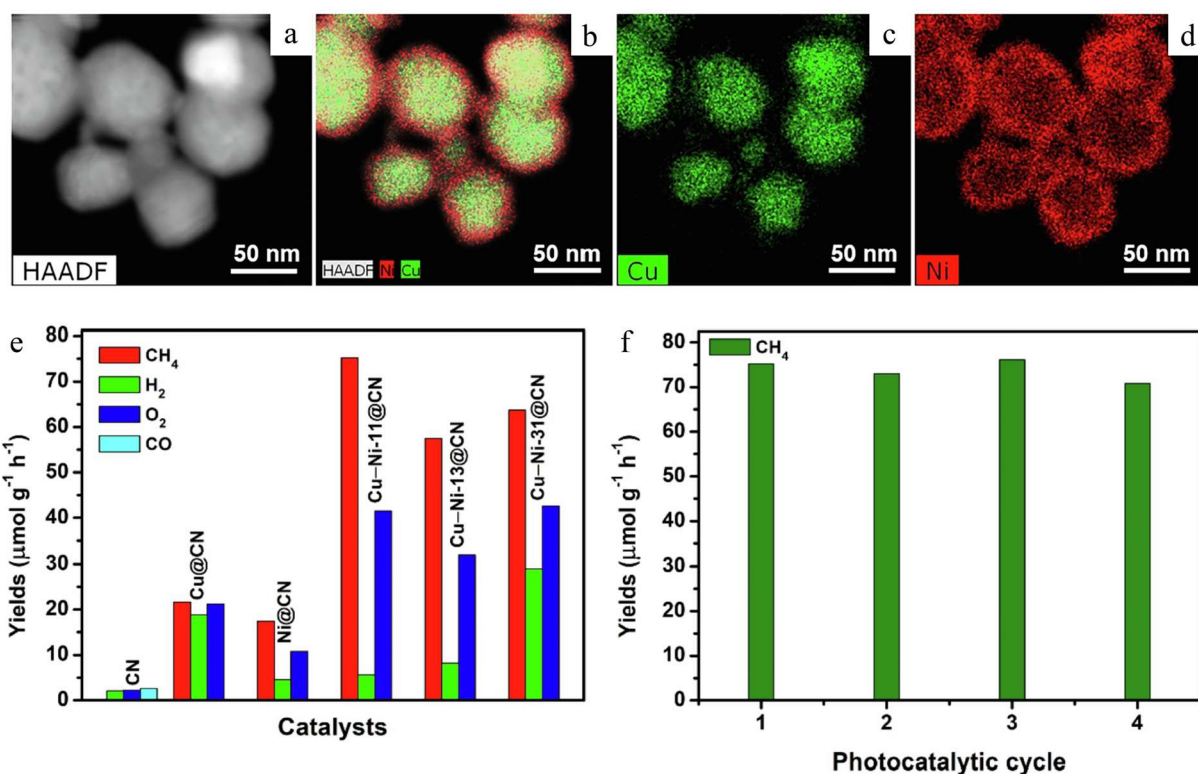 a
b
c
d
50 nm
50 nm
50 nm
50 nm
HAADF
HAADF Ni Cu
Cu
Ni
e
80
70
60
50
40
30
20
10
0
Yields (μmol g⁻¹ h⁻¹)
CH₄
H₂
O₂
CO
CN
Cu@CN
Ni@CN
Cu–Ni-11@CN
Cu–Ni-13@CN
Cu–Ni-31@CN
Catalysts
f
80
70
60
50
40
30
20
10
0
Yields (μmol g⁻¹ h⁻¹)
CH₄
1 2 3 4
Photocatalytic cycle